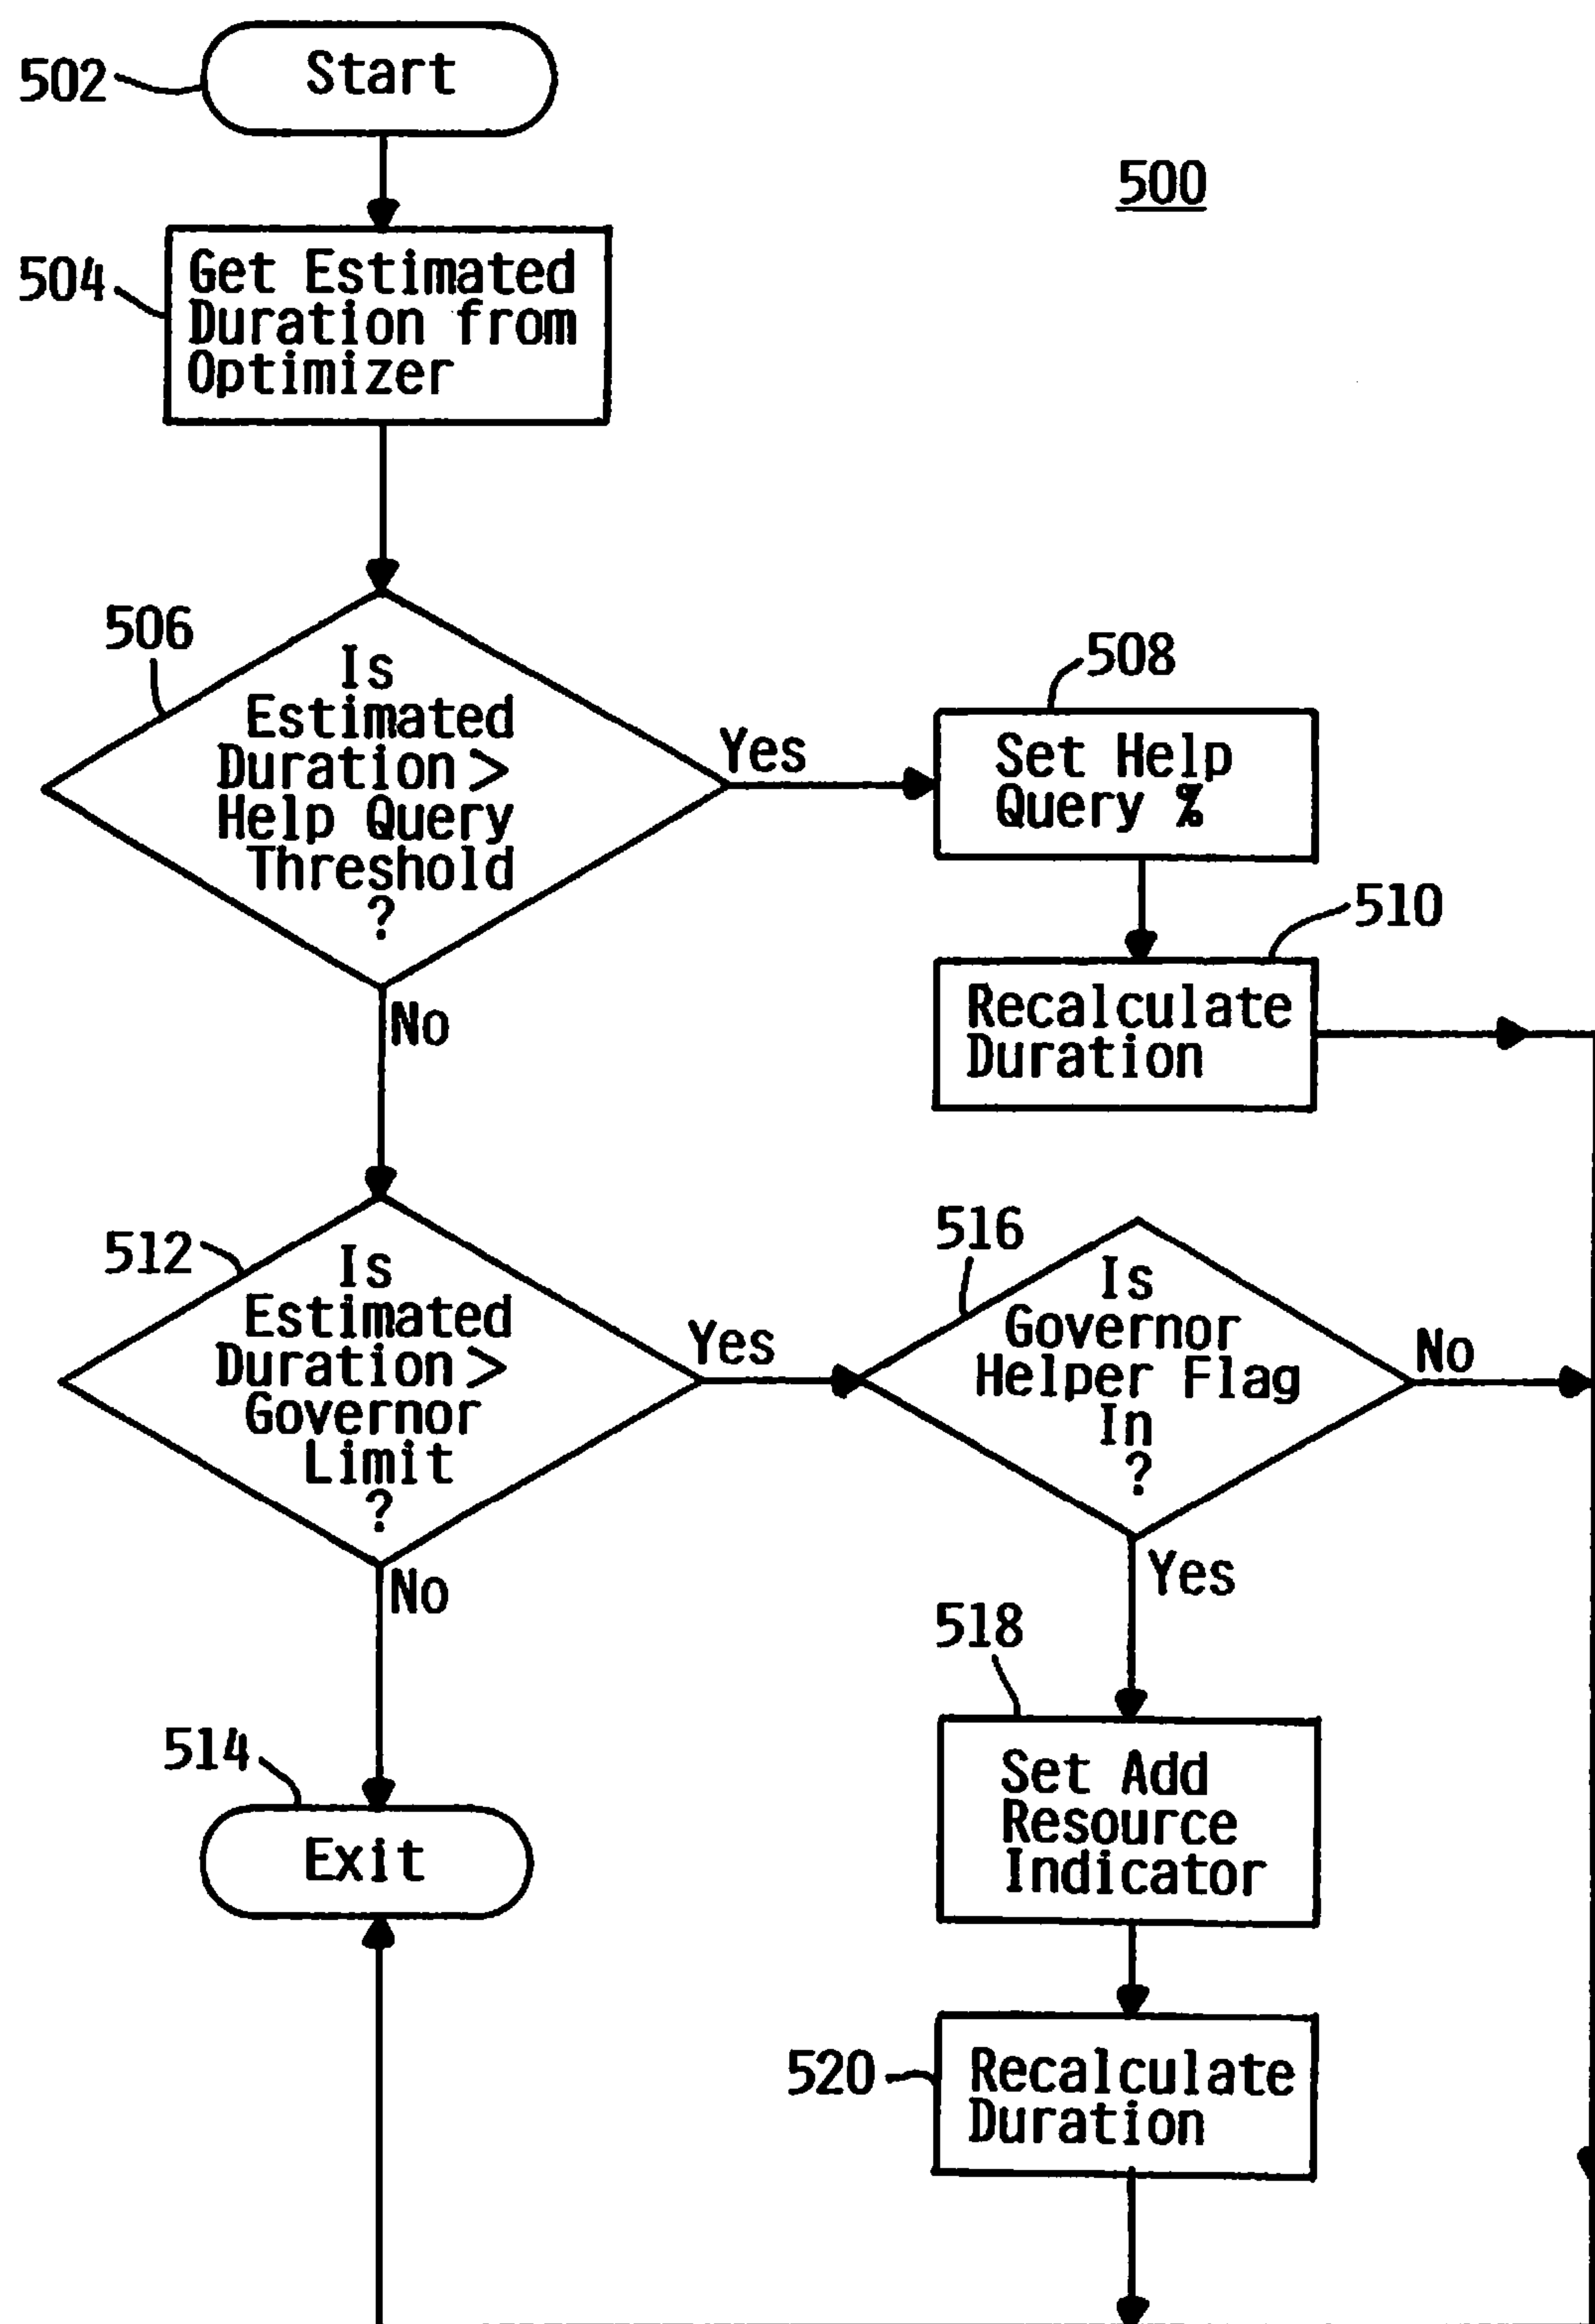 502
Start
500
504
Get Estimated
Duration from
Optimizer
506
Is
Estimated
Duration >
Help Query
Threshold
?
Yes
No
508
Set Help
Query %
510
Recalculate
Duration
512
Is
Estimated
Duration >
Governor
Limit
?
Yes
No
516
Is
Governor
Helper Flag
In
?
No
Yes
514
Exit
518
Set Add
Resource
Indicator
520
Recalculate
Duration